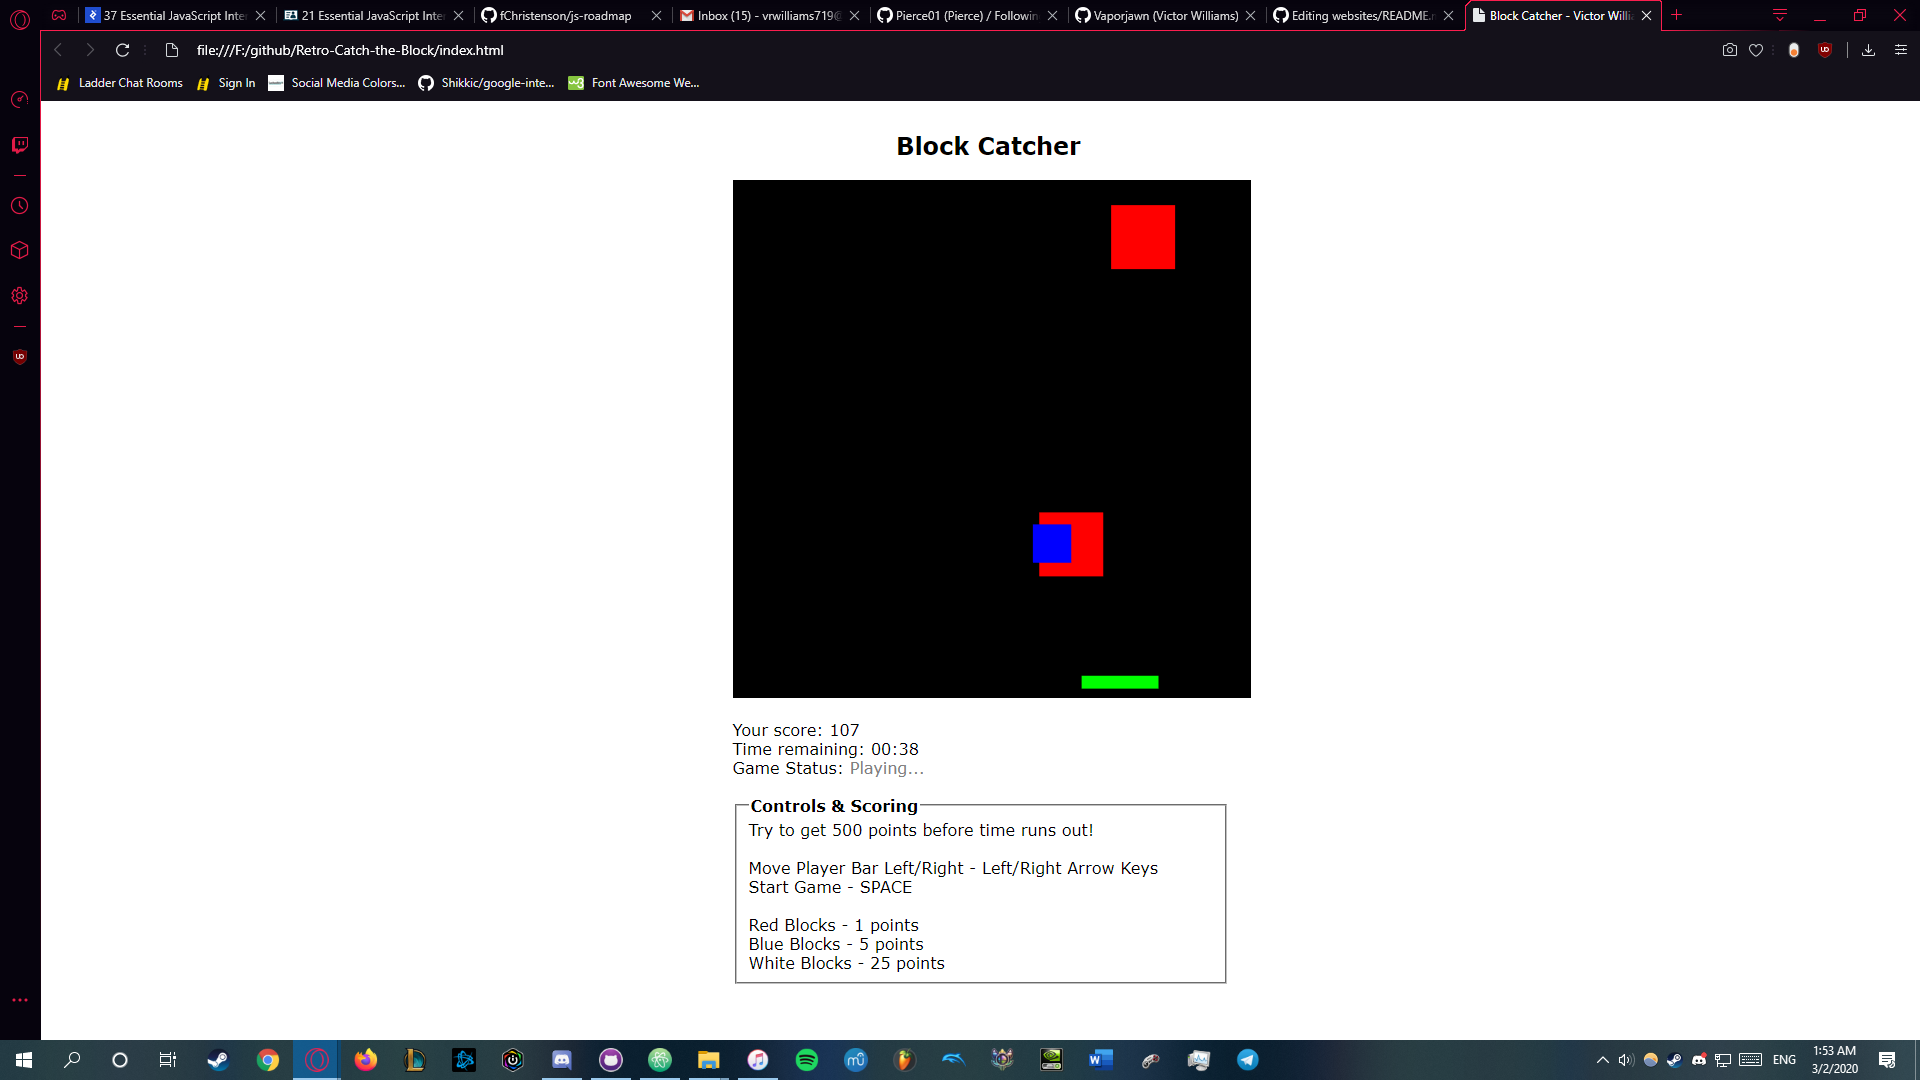 37 Essential JavaScript Inter
21 Essential JavaScript Inter
fChristenson/js-roadmap
Inbox (15) - vrwilliams719@
Pierce01 (Pierce) / Followin
Vaporjawn (Victor Williams)
Editing websites/README.m
Block Catcher - Victor Willia
file:///F:/github/Retro-Catch-the-Block/index.html
Ladder Chat Rooms
Sign In
Social Media Colors...
Shikkic/google-inte...
Font Awesome We...
Block Catcher
Your score: 107
Time remaining: 00:38
Game Status: Playing...
Controls & Scoring
Try to get 500 points before time runs out!
Move Player Bar Left/Right - Left/Right Arrow Keys
Start Game - SPACE
Red Blocks - 1 points
Blue Blocks - 5 points
White Blocks - 25 points
ENG
1:53 AM
3/2/2020